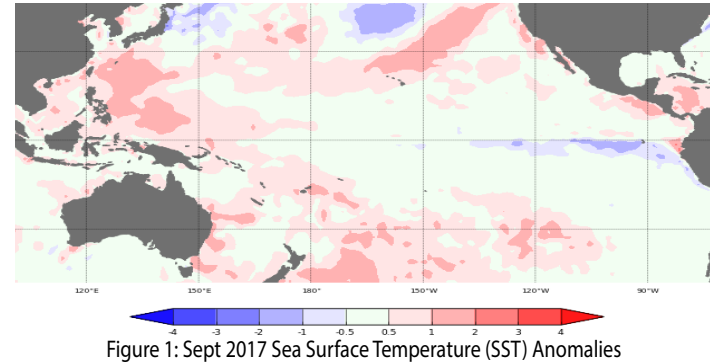 120°E 150°E 180° 150°W 120°W 90°W
-4 -3 -2 -1 -0.5 0.5 1 2 3 4
Figure 1: Sept 2017 Sea Surface Temperature (SST) Anomalies